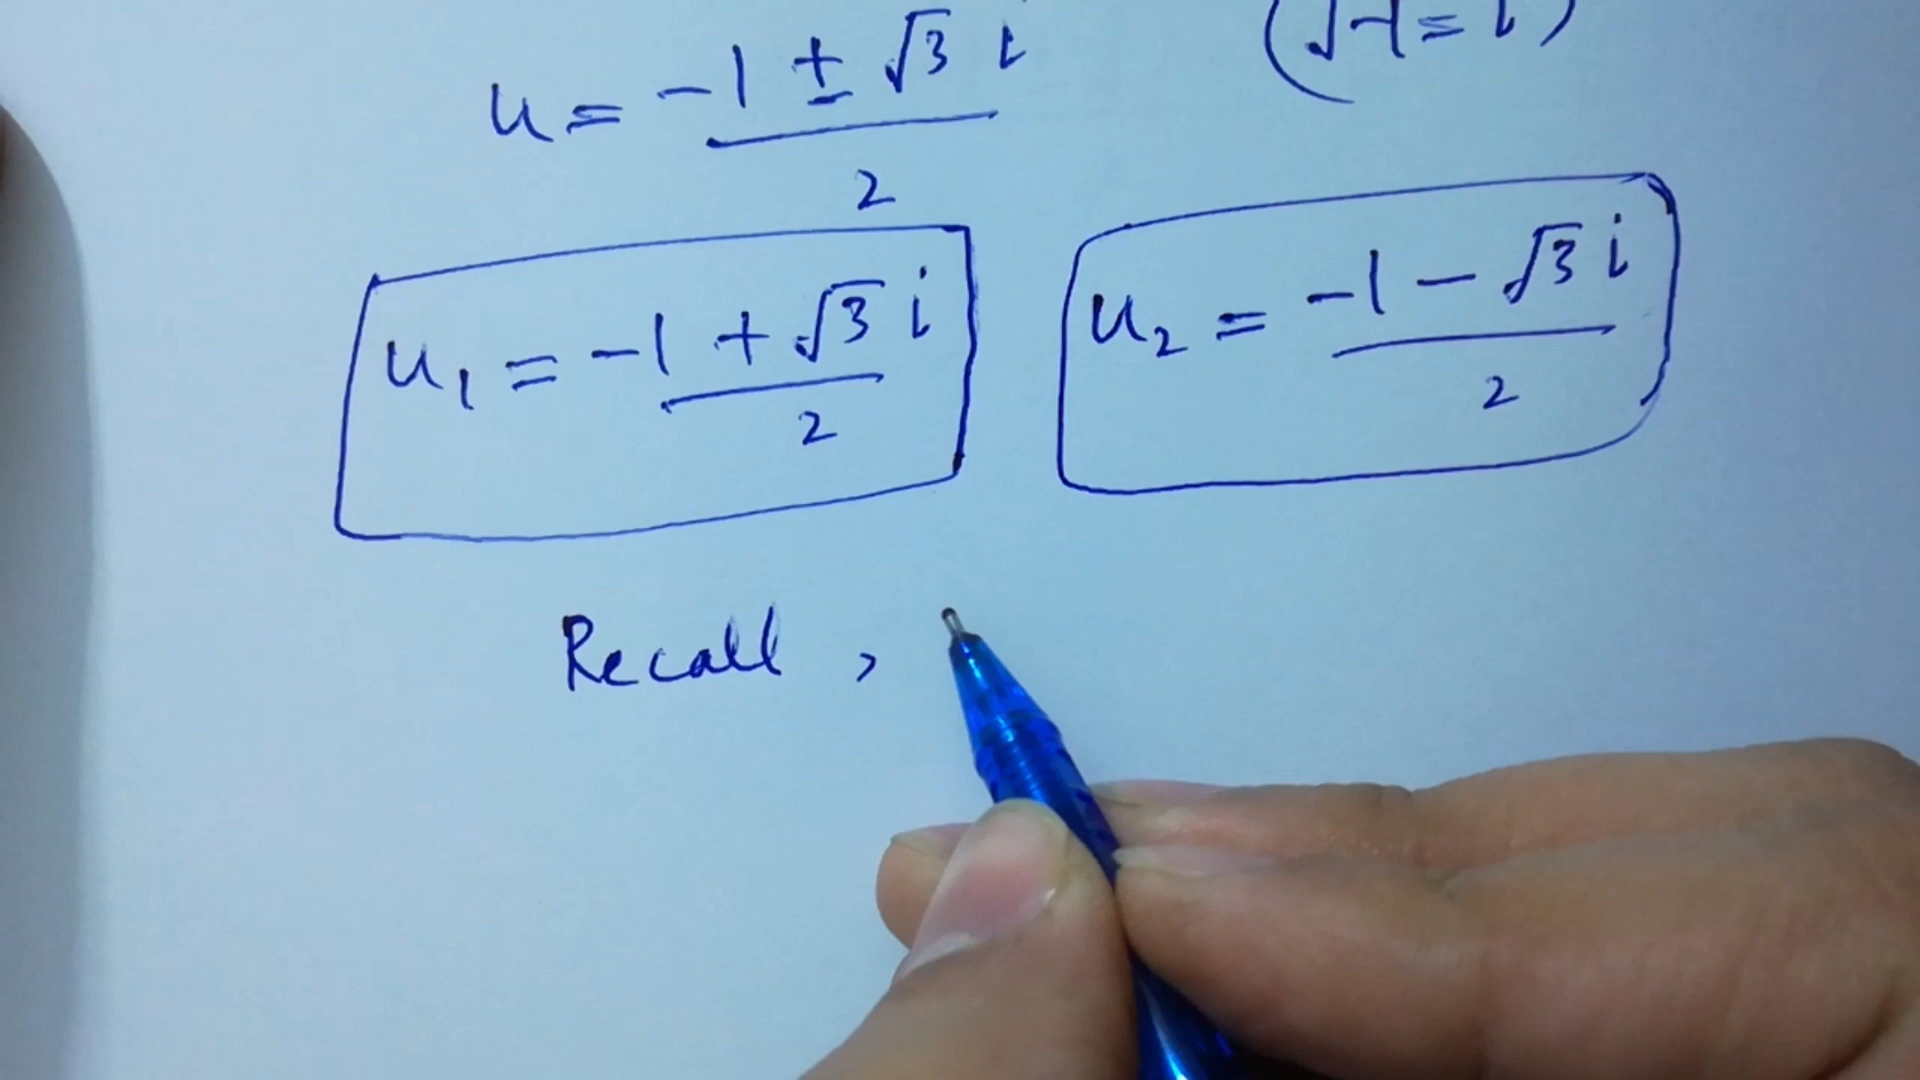 u = -1 ± √3 i / 2 (√-1 = i)
u₁ = -1 + √3 i / 2
u₂ = -1 - √3 i / 2
Recall ,